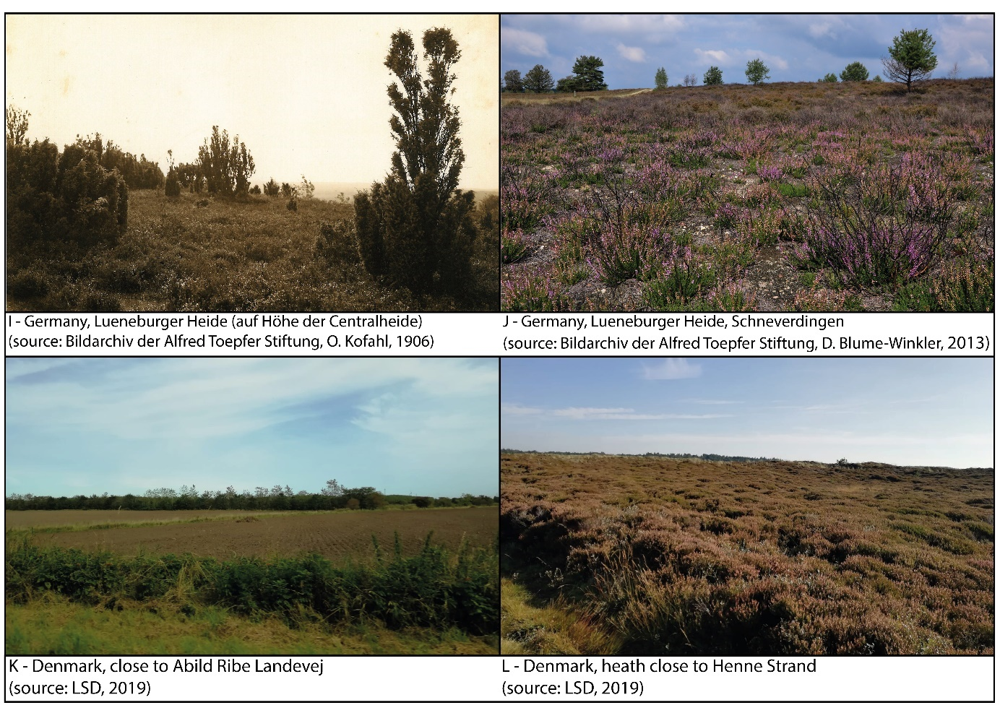 I - Germany, Lueneburger Heide (auf Höhe der Centralheide)
(source: Bildarchiv der Alfred Toepfer Stiftung, O. Kofahl, 1906)
J - Germany, Lueneburger Heide, Schneverdingen
(source: Bildarchiv der Alfred Toepfer Stiftung, D. Blume-Winkler, 2013)
K - Denmark, close to Abild Ribe Landevej
(source: LSD, 2019)
L - Denmark, heath close to Henne Strand
(source: LSD, 2019)